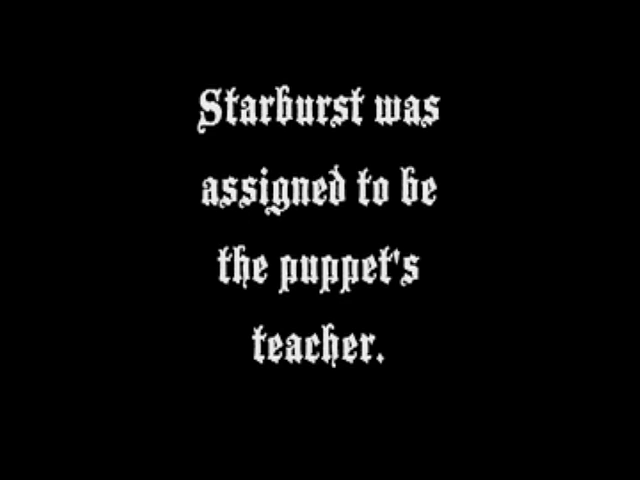 Starburst was
assigned to be
the puppet's
teacher.